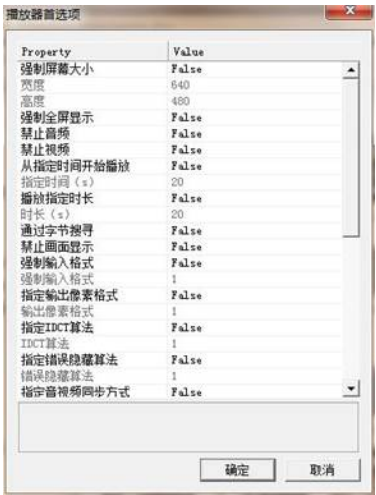 播放器首选项
Property Value
强制屏幕大小 False
宽度 640
高度 480
强制全屏显示 False
禁止音频 False
禁止视频 False
从指定时间开始播放 False
指定时间（s） 20
播放指定时长 False
时长（s） 20
通过字节搜寻 False
禁止画面显示 False
强制输入格式 False
强制输入格式 1
指定输出像素格式 False
输出像素格式 1
指定IDCT算法 False
IDCT算法 1
指定错误隐藏算法 False
错误隐藏算法 1
指定音视频同步方式 False
确定 取消